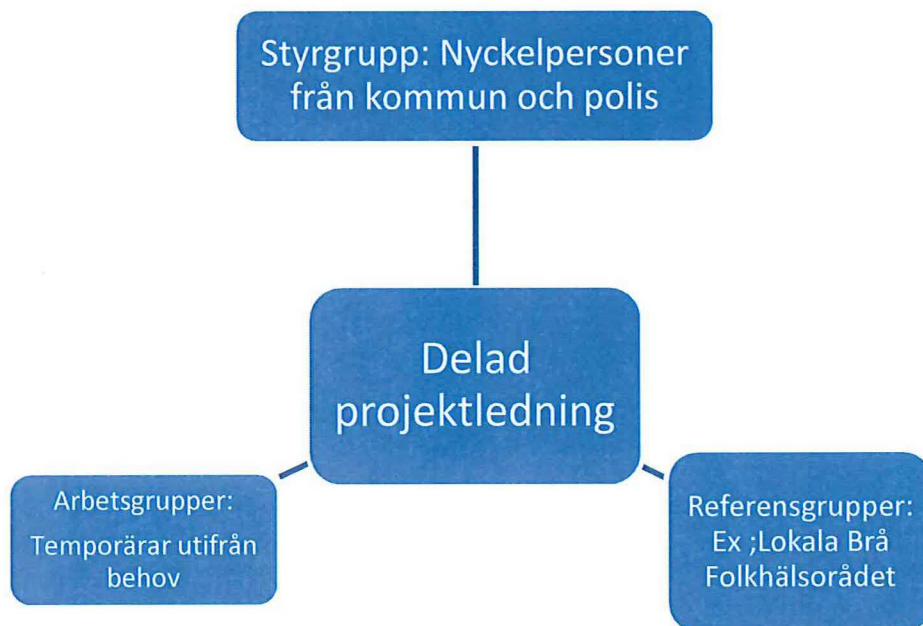 Styrgrupp: Nyckelpersoner
från kommun och polis
Delad
projektledning
Arbetsgrupper:
Temporärar utifrån
behov
Referensgrupper:
Ex ;Lokala Brå
Folkhälsorådet